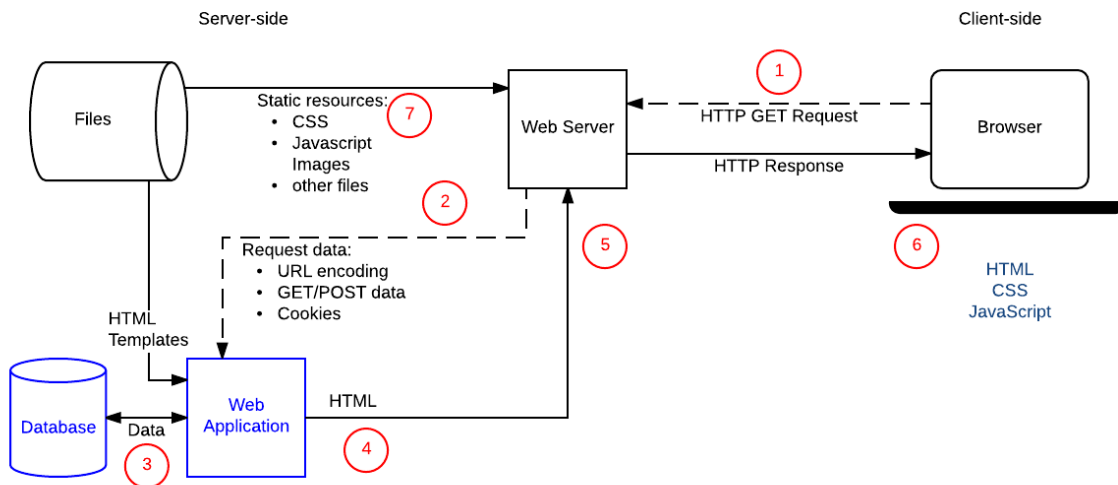 Server-side
Client-side
1
Files
Static resources:
7
• CSS
• Javascript
Images
• other files
Web Server
HTTP GET Request
HTTP Response
Browser
2
Request data:
• URL encoding
• GET/POST data
• Cookies
5
6
HTML
CSS
JavaScript
HTML
Templates
Database
Data
3
Web
Application
HTML
4